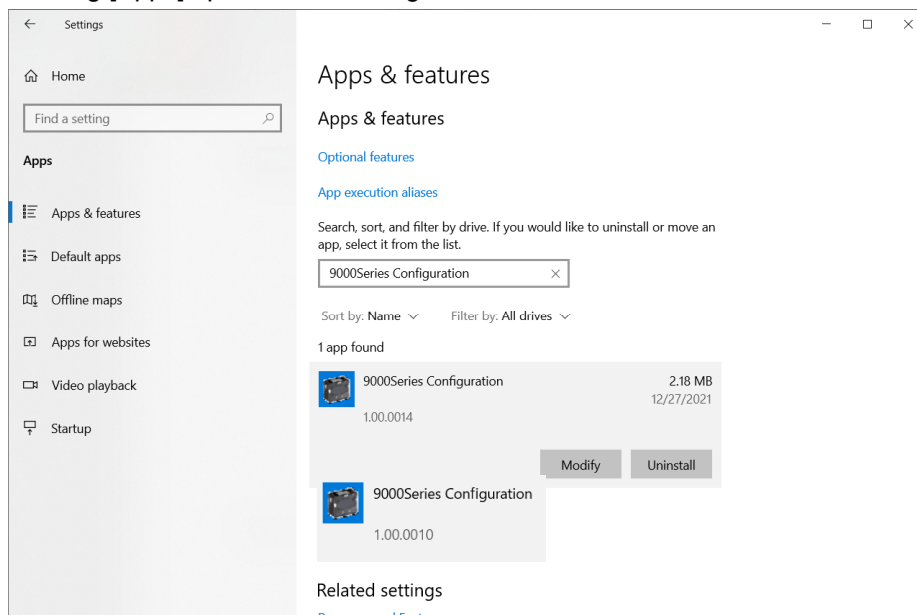 Settings
Home
Find a setting
Apps
Apps & features
Default apps
Offline maps
Apps for websites
Video playback
Startup
Apps & features
Apps & features
Optional features
App execution aliases
Search, sort, and filter by drive. If you would like to uninstall or move an
app, select it from the list.
9000Series Configuration
Sort by: Name
Filter by: All drives
1 app found
9000Series Configuration
2.18 MB
12/27/2021
1.00.0014
Modify
Uninstall
9000Series Configuration
1.00.0010
Related settings